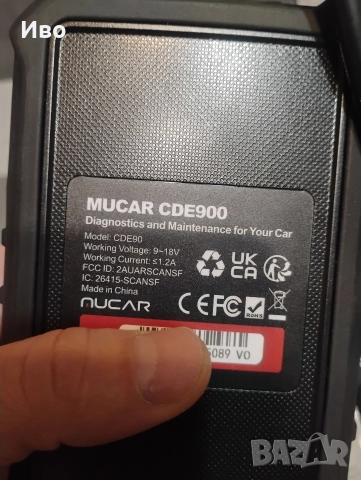 Иво
MUCAR CDE900
Diagnostics and Maintenance for Your Car
Model: CDE90
Working Voltage: 9~18V
Working Current: ≤1.2A
FCC ID: 2AUARSCANSF
IC: 26415-SCANSF
Made in China
UK
CA
MUCAR CE FC RoHS
5089 V0
BAZAR